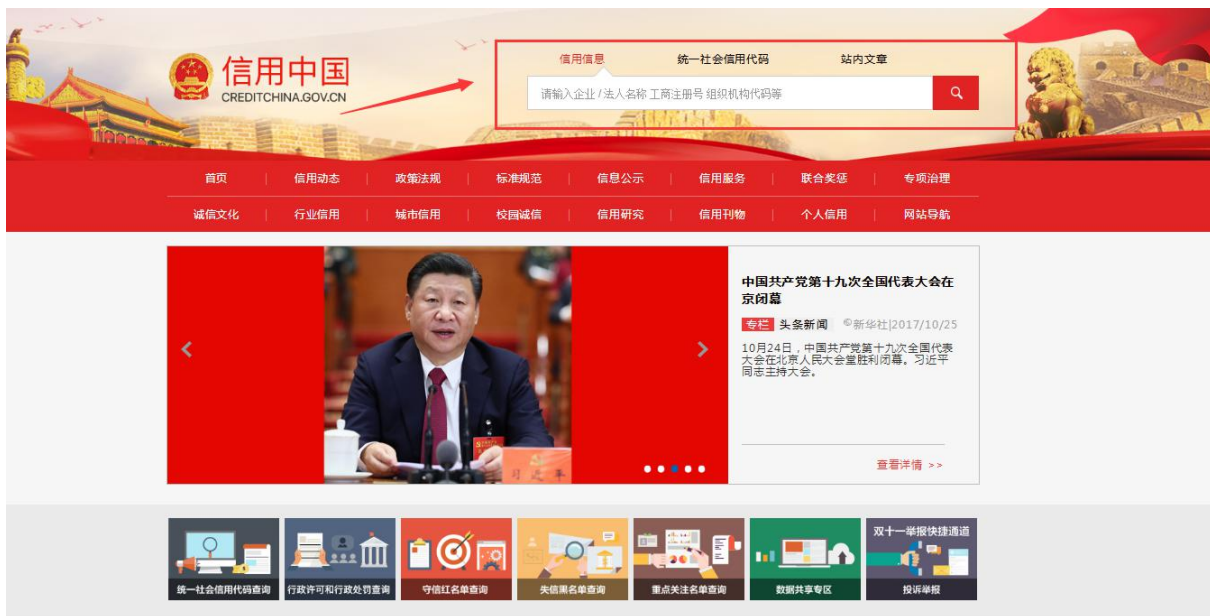 信用中国
CREDITCHINA.GOV.CN
信用信息 统一社会信用代码 站内文章
请输入企业/法人名称 工商注册号 组织机构代码等
首页 | 信用动态 | 政策法规 | 标准规范 | 信息公示 | 信用服务 | 联合奖惩 | 专项治理
诚信文化 | 行业信用 | 城市信用 | 校园诚信 | 信用研究 | 信用刊物 | 个人信用 | 网站导航
中国共产党第十九次全国代表大会在
京闭幕
专栏 头条新闻 ©新华社|2017/10/25
10月24日，中国共产党第十九次全国代表
大会在北京人民大会堂胜利闭幕。习近平
同志主持大会。
习近平
查看详情 >>
双十一举报快捷通道
统一社会信用代码查询 行政许可和行政处罚查询 守信红名单查询 失信黑名单查询 重点关注名单查询 数据共享专区 投诉举报